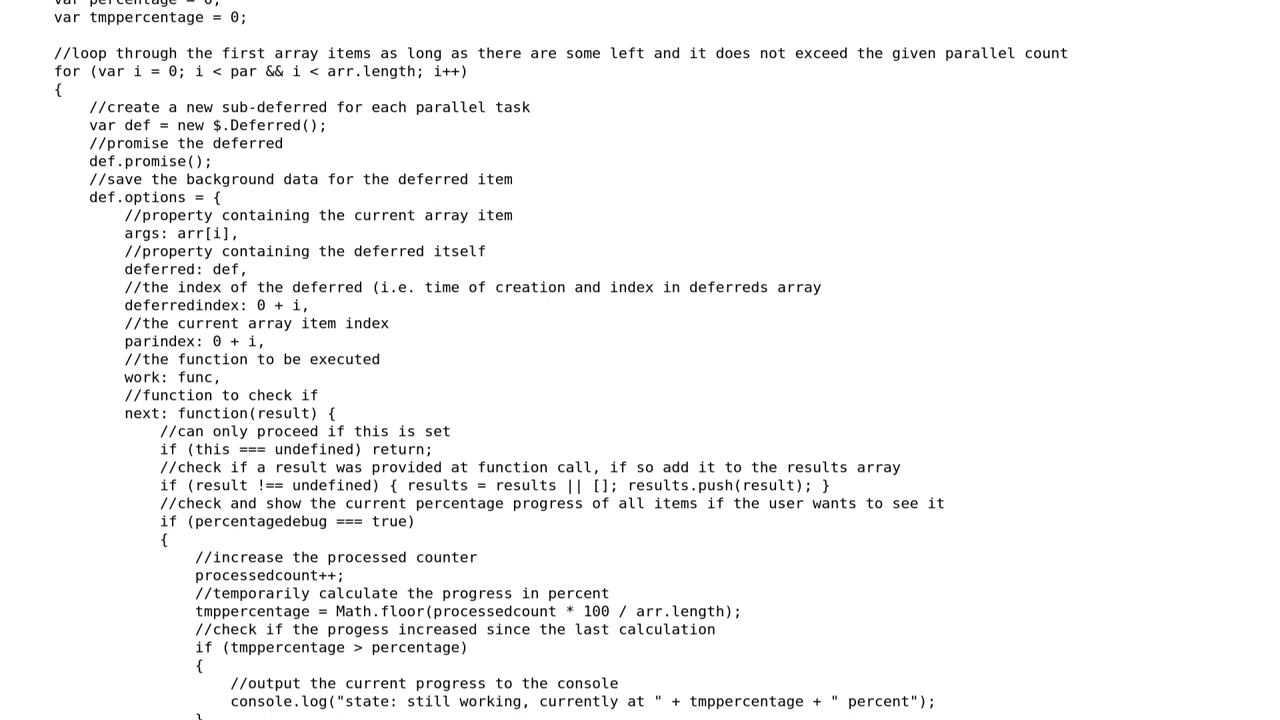 var percentage = 0;
var tmppercentage = 0;
//loop through the first array items as long as there are some left and it does not exceed the given parallel count
for (var i = 0; i < par && i < arr.length; i++)
{
//create a new sub-deferred for each parallel task
var def = new $.Deferred();
//promise the deferred
def.promise();
//save the background data for the deferred item
def.options = {
//property containing the current array item
args: arr[i],
//property containing the deferred itself
deferred: def,
//the index of the deferred (i.e. time of creation and index in deferreds array
deferredindex: 0 + i,
//the current array item index
parindex: 0 + i,
//the function to be executed
work: func,
//function to check if
next: function(result) {
//can only proceed if this is set
if (this === undefined) return;
//check if a result was provided at function call, if so add it to the results array
if (result !== undefined) { results = results || []; results.push(result); }
//check and show the current percentage progress of all items if the user wants to see it
if (percentagedebug === true)
{
//increase the processed counter
processedcount++;
//temporarily calculate the progress in percent
tmppercentage = Math.floor(processedcount * 100 / arr.length);
//check if the progess increased since the last calculation
if (tmppercentage > percentage)
{
//output the current progress to the console
console.log("state: still working, currently at " + tmppercentage + " percent");
}